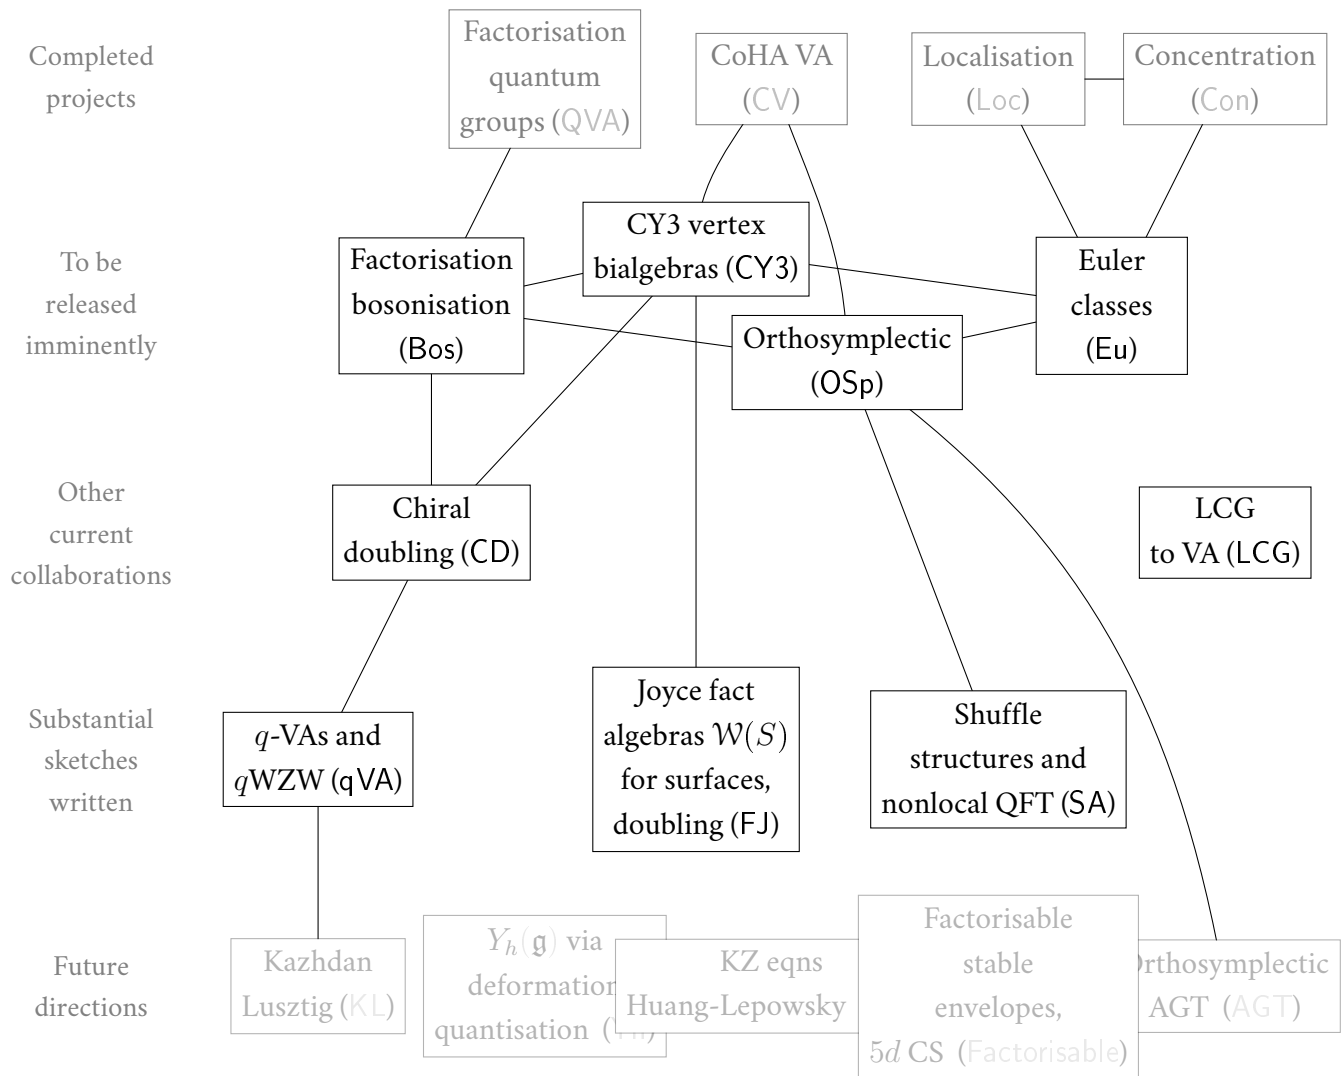 Completed
projects
Factorisation
quantum
groups (QVA)
CoHA VA
(CV)
Localisation
(Loc)
Concentration
(Con)
To be
released
imminently
Factorisation
bosonisation
(Bos)
CY3 vertex
bialgebras (CY3)
Orthosymplectic
(OSp)
Euler
classes
(Eu)
Other
current
collaborations
Chiral
doubling (CD)
LCG
to VA (LCG)
Substantial
sketches
written
q-VAs and
qWZW (qVA)
Joyce fact
algebras 𝒲(S)
for surfaces,
doubling (FJ)
Shuffle
structures and
nonlocal QFT (SA)
Future
directions
Kazhdan
Lusztig (KL)
Yₕ(𝔤) via
deformation
quantisation
KZ eqns
Huang-Lepowsky
Factorisable
stable
envelopes,
5d CS (Factorisable)
Orthosymplectic
AGT (AGT)